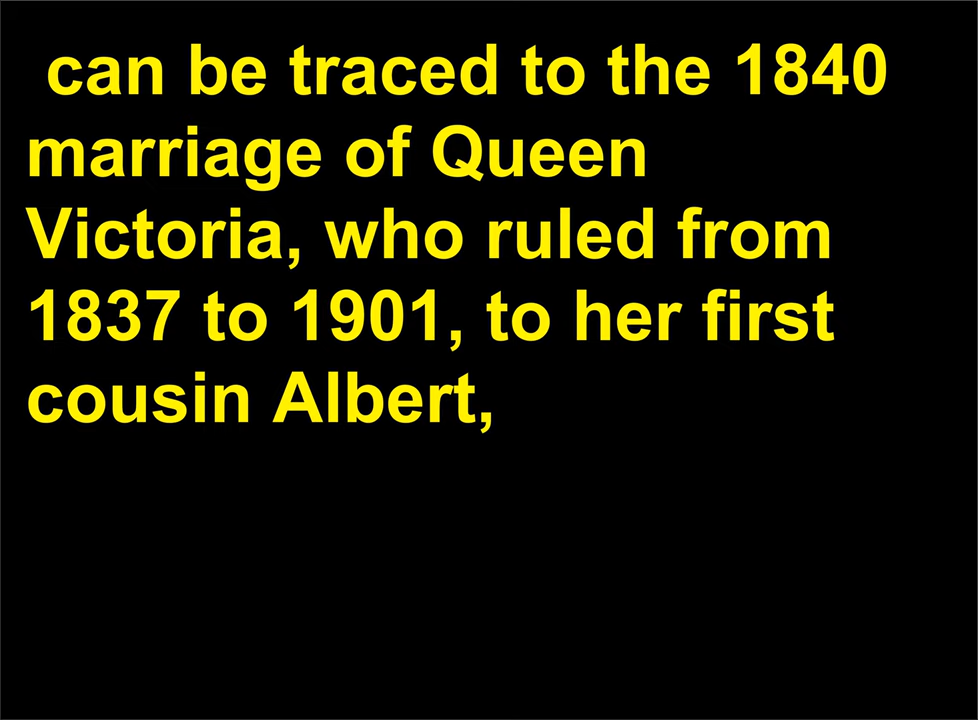 can be traced to the 1840
marriage of Queen
Victoria, who ruled from
1837 to 1901, to her first
cousin Albert,